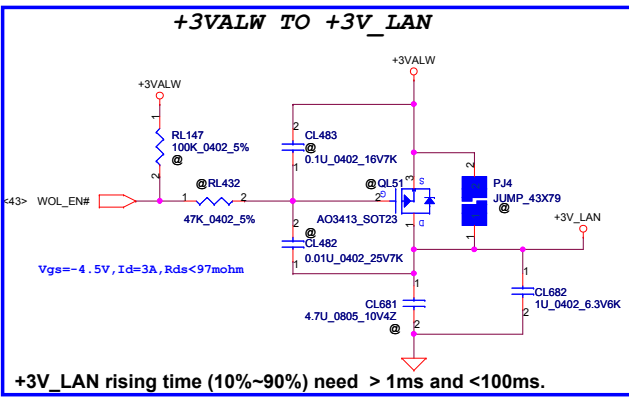 +3VALW TO +3V_LAN
+3VALW
+3VALW
1
RL147
100K_0402_5%
@
2
2
CL483
@
0.1U_0402_16V7K
1
<43> WOL_EN#
@RL432
1 2
47K_0402_5%
@QL51
S
3
G
2
AO3413_SOT23
1
D
2
PJ4
JUMP_43X79
@
1
2
+3V_LAN
2
@
CL482
0.01U_0402_25V7K
1
Vgs=-4.5V,Id=3A,Rds<97mohm
1
CL681
4.7U_0805_10V4Z
@
2
1
CL682
1U_0402_6.3V6K
2
+3V_LAN rising time (10%~90%) need > 1ms and <100ms.